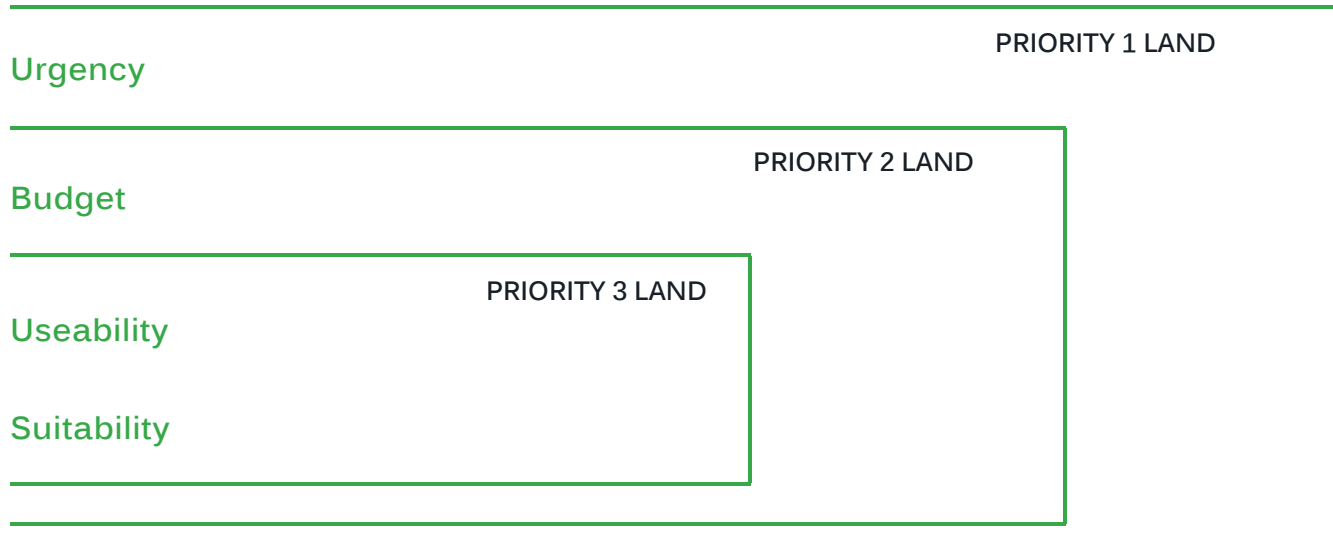 PRIORITY 1 LAND
Urgency
PRIORITY 2 LAND
Budget
PRIORITY 3 LAND
Useability
Suitability